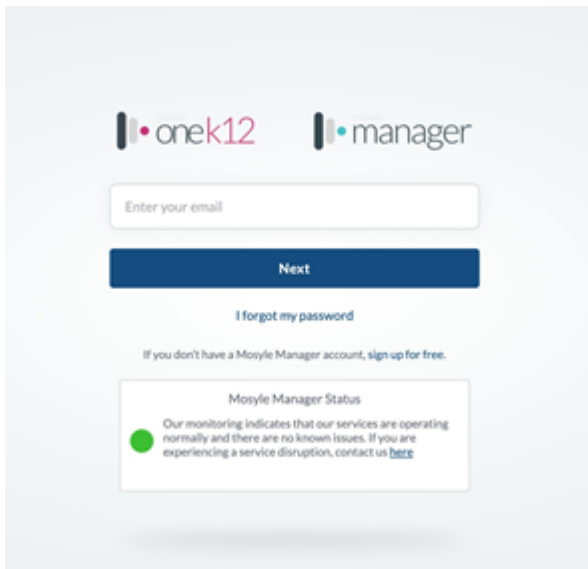 onek12 manager
Enter your email
Next
I forgot my password
If you don't have a Mosyle Manager account, sign up for free.
Mosyle Manager Status
Our monitoring indicates that our services are operating
normally and there are no known issues. If you are
experiencing a service disruption, contact us here